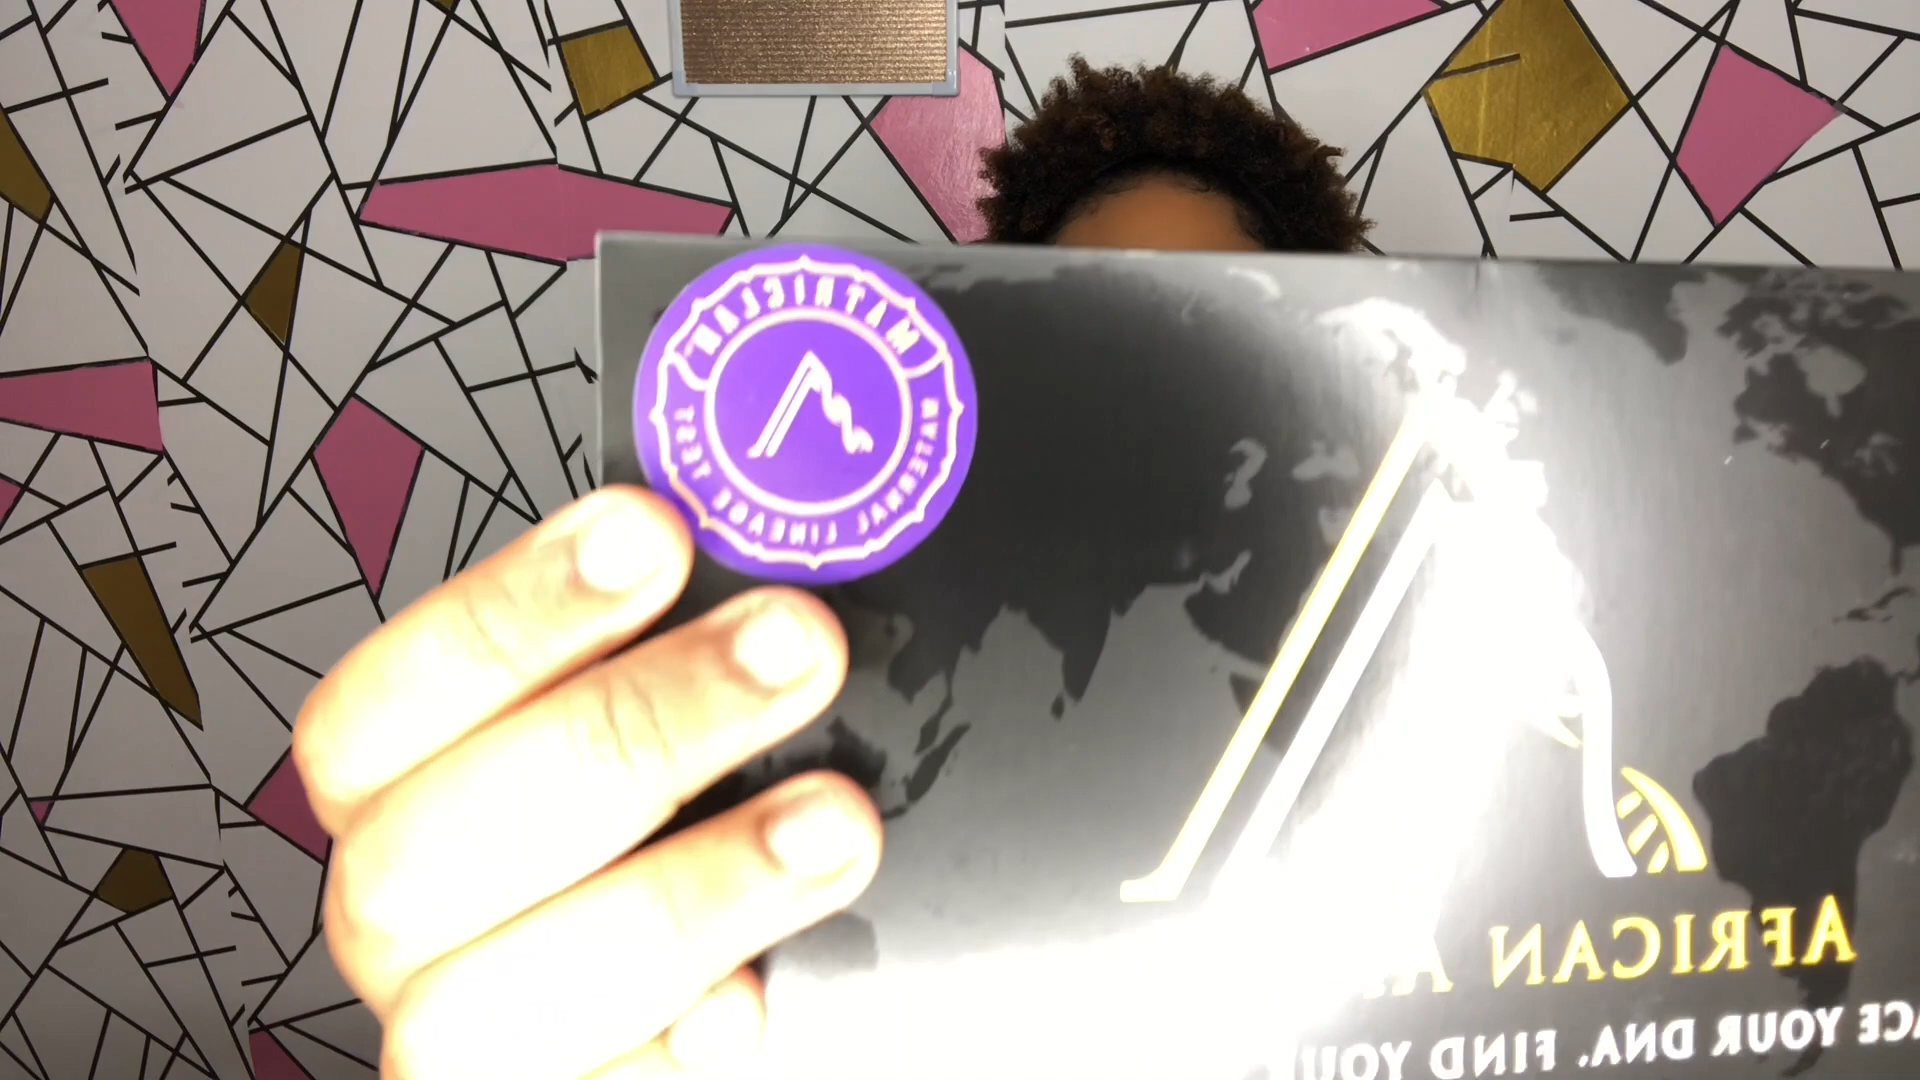 MATRICLAN
MATERNAL LINEAGE TEST
AFRICAN
YOUR DNA. FIND